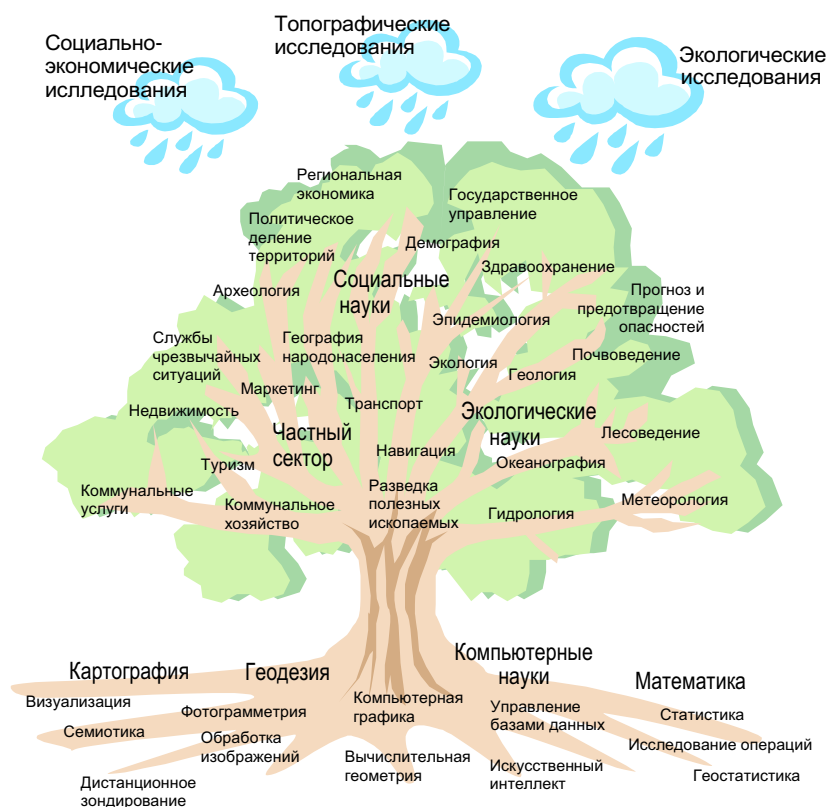 Социально-
экономические
ислледования
Топографические
исследования
Экологические
исследования
Региональная
экономика
Государственное
управление
Политическое
деление
территорий
Демография
Здравоохранение
Археология
Социальные
науки
Прогноз и
предотвращение
опасностей
Эпидемиология
Службы
чрезвычайных
ситуаций
География
народонаселения
Экология
Почвоведение
Геология
Маркетинг
Транспорт
Недвижимость
Экологические
науки
Частный
сектор
Лесоведение
Навигация
Туризм
Океанография
Коммунальные
услуги
Коммунальное
хозяйство
Разведка
полезных
ископаемых
Гидрология
Метеорология
Картография
Геодезия
Компьютерные
науки
Математика
Визуализация
Фотограмметрия
Компьютерная
графика
Управление
базами данных
Статистика
Семиотика
Обработка
изображений
Исследование операций
Вычислительная
геометрия
Искусственный
интеллект
Геостатистика
Дистанционное
зондирование